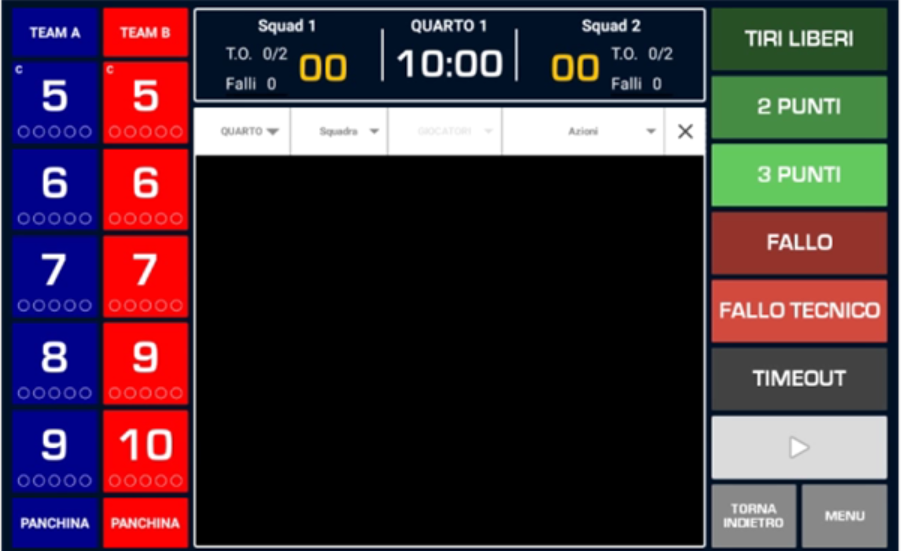 TEAM A
TEAM B
C
5
C
5
6
6
7
7
8
9
9
10
PANCHINA
PANCHINA
Squad 1
QUARTO 1
Squad 2
T.O. 0/2
00
10:00
00
T.O. 0/2
Falli 0
Falli 0
QUARTO
Squadra
GIOCATORI
Azioni
TIRI LIBERI
2 PUNTI
3 PUNTI
FALLO
FALLO TECNICO
TIMEOUT
TORNA
INDIETRO
MENU